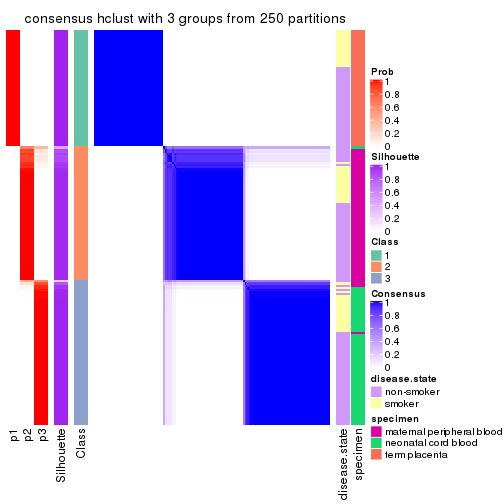 consensus hclust with 3 groups from 250 partitions
Prob
1
0.8
0.6
0.4
0.2
0
Silhouette
1
0.8
0.6
0.4
0.2
0
Class
1
2
3
Consensus
1
0.8
0.6
0.4
0.2
0
disease.state
non-smoker
smoker
specimen
maternal peripheral blood
neonatal cord blood
term placenta
p1
p2
p3
Silhouette
Class
disease.state
specimen